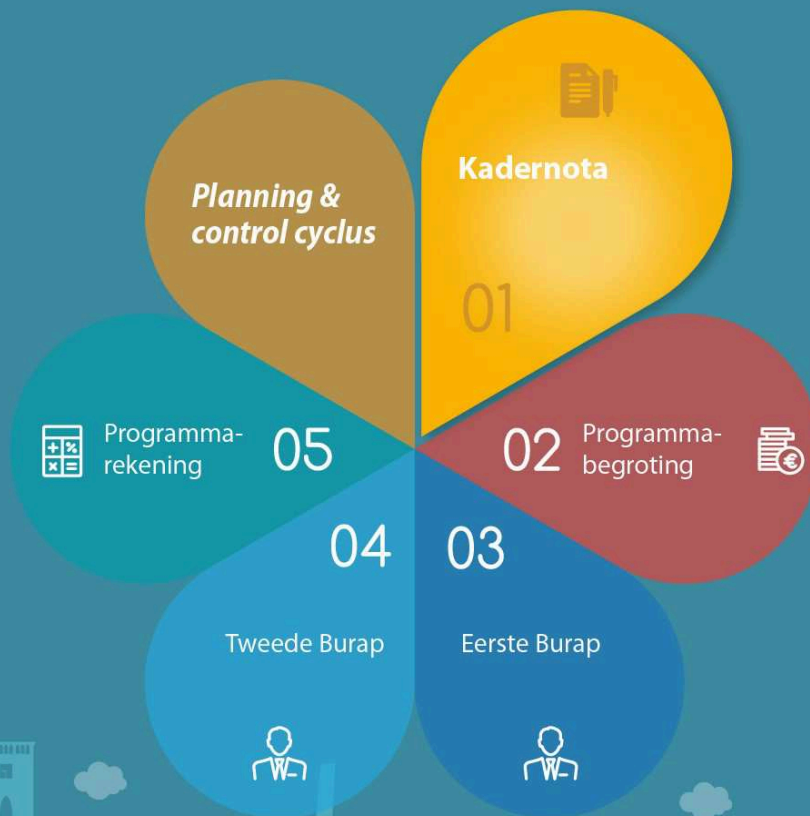 Planning &
control cyclus
Kadernota
01
02
Programma-
begroting
03
Eerste Burap
04
Tweede Burap
05
Programma-
rekening